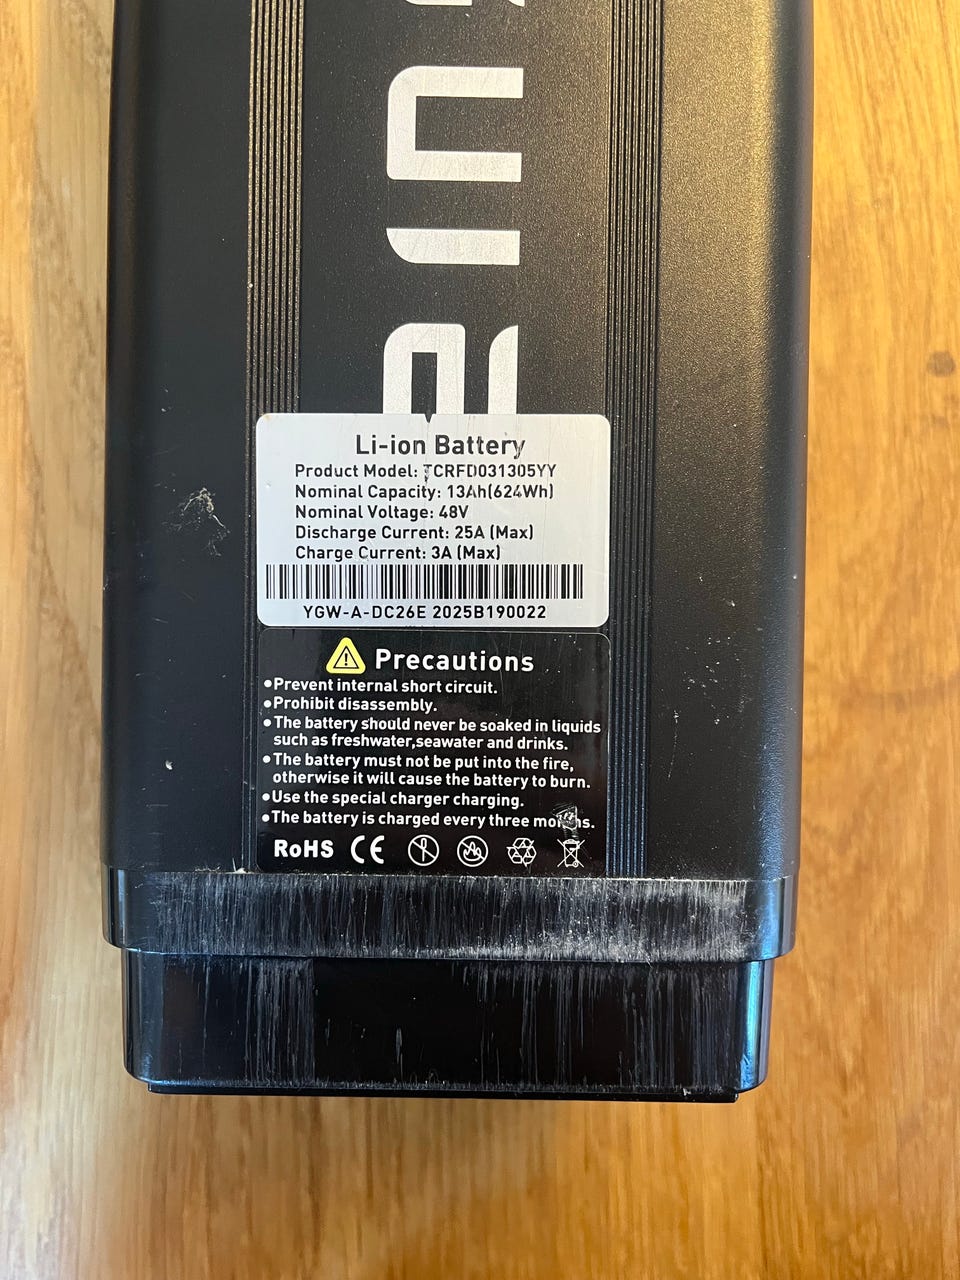 Li-ion Battery
Product Model: TCRFD031305YY
Nominal Capacity: 13Ah(624Wh)
Nominal Voltage: 48V
Discharge Current: 25A (Max)
Charge Current: 3A (Max)
YGW-A-DC26E 2025B190022
Precautions
•Prevent internal short circuit.
•Prohibit disassembly.
•The battery should never be soaked in liquids
such as freshwater,seawater and drinks.
•The battery must not be put into the fire,
otherwise it will cause the battery to burn.
•Use the special charger charging.
•The battery is charged every three months.
RoHS CE